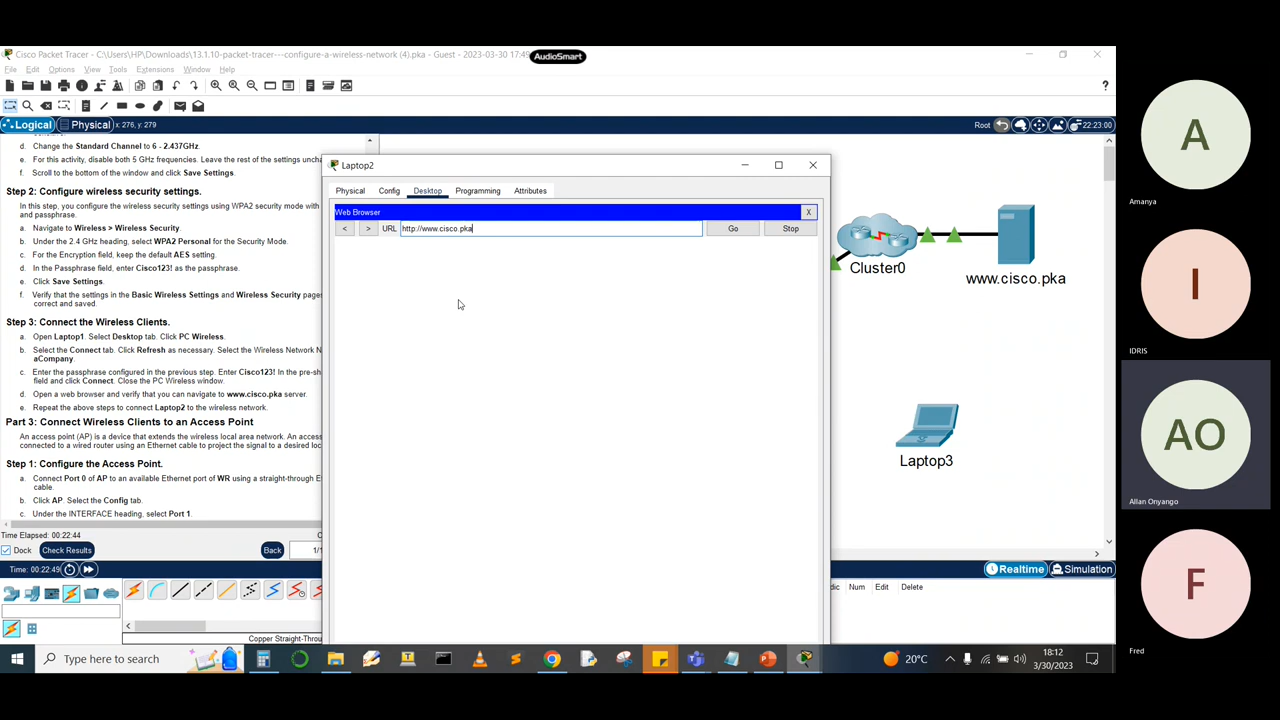 Cisco Packet Tracer - C:\Users\HP\Downloads\13.1.10-packet-tracer---configure-a-wireless-network (4).pka - Guest - 2023-03-30 17:49
AudioSmart
File Edit Options View Tools Extensions Window Help
?
Logical Physical x: 276, y: 279
Root 22:23:00
d. Change the Standard Channel to 6 - 2.437GHz.
e. For this activity, disable both 5 GHz frequencies. Leave the rest of the settings uncha
f. Scroll to the bottom of the window and click Save Settings.
Step 2: Configure wireless security settings.
In this step, you configure the wireless security settings using WPA2 security mode with
and passphrase.
a. Navigate to Wireless > Wireless Security.
b. Under the 2.4 GHz heading, select WPA2 Personal for the Security Mode.
c. For the Encryption field, keep the default AES setting.
d. In the Passphrase field, enter Cisco123! as the passphrase.
e. Click Save Settings.
f. Verify that the settings in the Basic Wireless Settings and Wireless Security pages
correct and saved.
Step 3: Connect the Wireless Clients.
a. Open Laptop1. Select Desktop tab. Click PC Wireless.
b. Select the Connect tab. Click Refresh as necessary. Select the Wireless Network N
aCompany.
c. Enter the passphrase configured in the previous step. Enter Cisco123! In the pre-sh
field and click Connect. Close the PC Wireless window.
d. Open a web browser and verify that you can navigate to www.cisco.pka server.
e. Repeat the above steps to connect Laptop2 to the wireless network.
Part 3: Connect Wireless Clients to an Access Point
An access point (AP) is a device that extends the wireless local area network. An access
connected to a wired router using an Ethernet cable to project the signal to a desired loc
Step 1: Configure the Access Point.
a. Connect Port 0 of AP to an available Ethernet port of WR using a straight-through E
cable.
b. Click AP. Select the Config tab.
c. Under the INTERFACE heading, select Port 1.
Time Elapsed: 00:22:44
Dock Check Results Back 1/1
Laptop2
Physical Config Desktop Programming Attributes
Web Browser X
< > URL http://www.cisco.pka Go Stop
Cluster0
www.cisco.pka
Laptop3
Time: 00:22:49
Realtime Simulation
dic Num Edit Delete
Copper Straight-Throu
Type here to search
20°C
18:12
3/30/2023
A
Amanya
I
IDRIS
AO
Allan Onyango
F
Fred